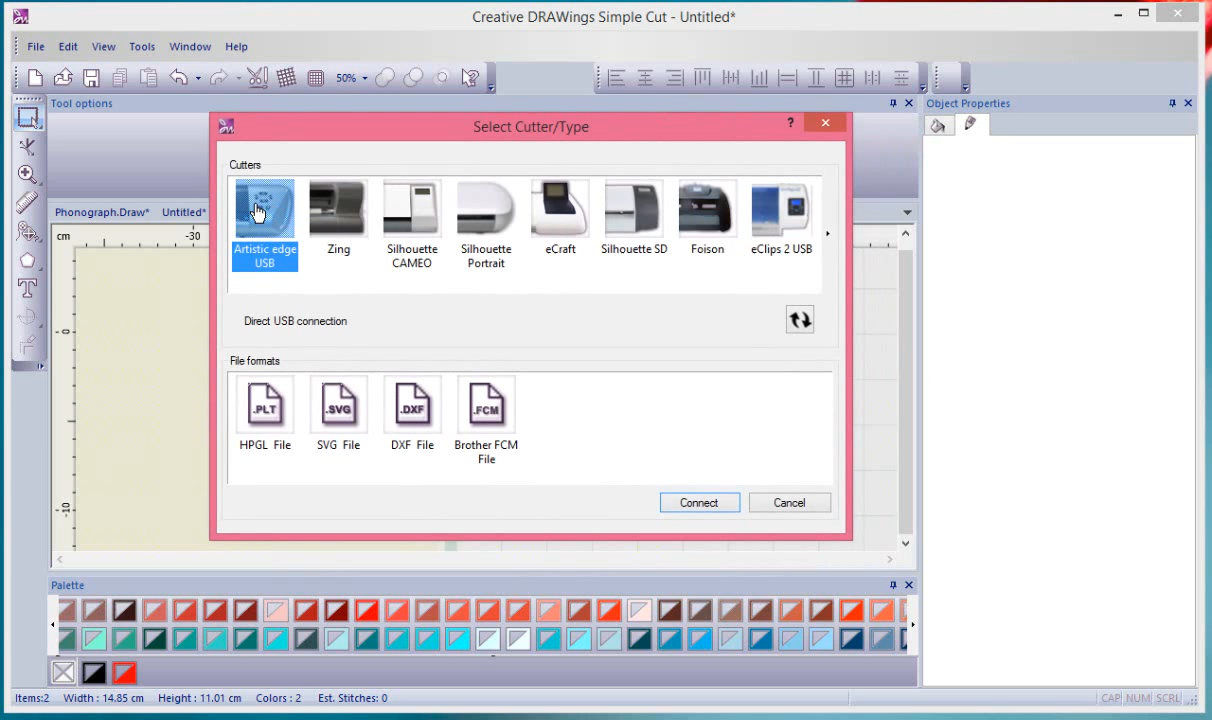 Creative DRAWings Simple Cut - Untitled*
File Edit View Tools Window Help
50%
Tool options
Object Properties
Select Cutter/Type
?
Cutters
Phonograph.Draw* Untitled*
cm
-30
Artistic edge USB
Zing
Silhouette CAMEO
Silhouette Portrait
eCraft
Silhouette SD
Foison
eClips 2 USB
0
Direct USB connection
File formats
.PLT .SVG .DXF .FCM
HPGL File
SVG File
DXF File
Brother FCM File
-10
Connect Cancel
Palette
Items:2 Width : 14.85 cm Height : 11.01 cm Colors : 2 Est. Stitches: 0 CAP NUM SCRL